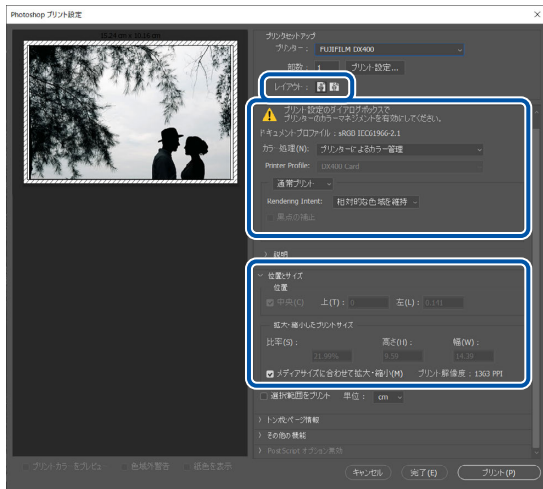 Photoshop プリント設定
15.24 cm x 10.16 cm
プリンタセットアップ
プリンター： FUJIFILM DX400
部数： 1 プリント設定...
レイアウト：
プリント設定のダイアログボックスで
プリンターのカラーマネジメントを有効にしてください。
ドキュメントプロファイル：sRGB IEC61966-2.1
カラー処理(N): プリンターによるカラー管理
Printer Profile: DX400 Card
通常プリント
Rendering Intent: 相対的な色域を維持
黒点の補正
説明
位置とサイズ
位置
中央(C) 上(T)： 0 左(L)： 0.141
拡大・縮小したプリントサイズ
比率(S)： 高さ(H)： 幅(W)：
21.99% 9.59 14.39
メディアサイズに合わせて拡大・縮小(M) プリント解像度：1363 PPI
選択範囲をプリント 単位： cm
トンボとページ情報
その他の機能
PostScript オプション無効
プリントカラーをプレビュー 色域外警告 紙色を表示
キャンセル 完了(E) プリント(P)